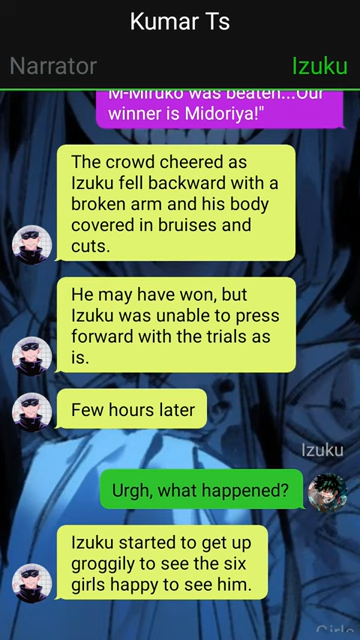 Kumar Ts
Narrator
Izuku
M-Miruko was beaten...Our
winner is Midoriya!"
The crowd cheered as
Izuku fell backward with a
broken arm and his body
covered in bruises and
cuts.
He may have won, but
Izuku was unable to press
forward with the trials as
is.
Few hours later
Izuku
Urgh, what happened?
Izuku started to get up
groggily to see the six
girls happy to see him.
Girls